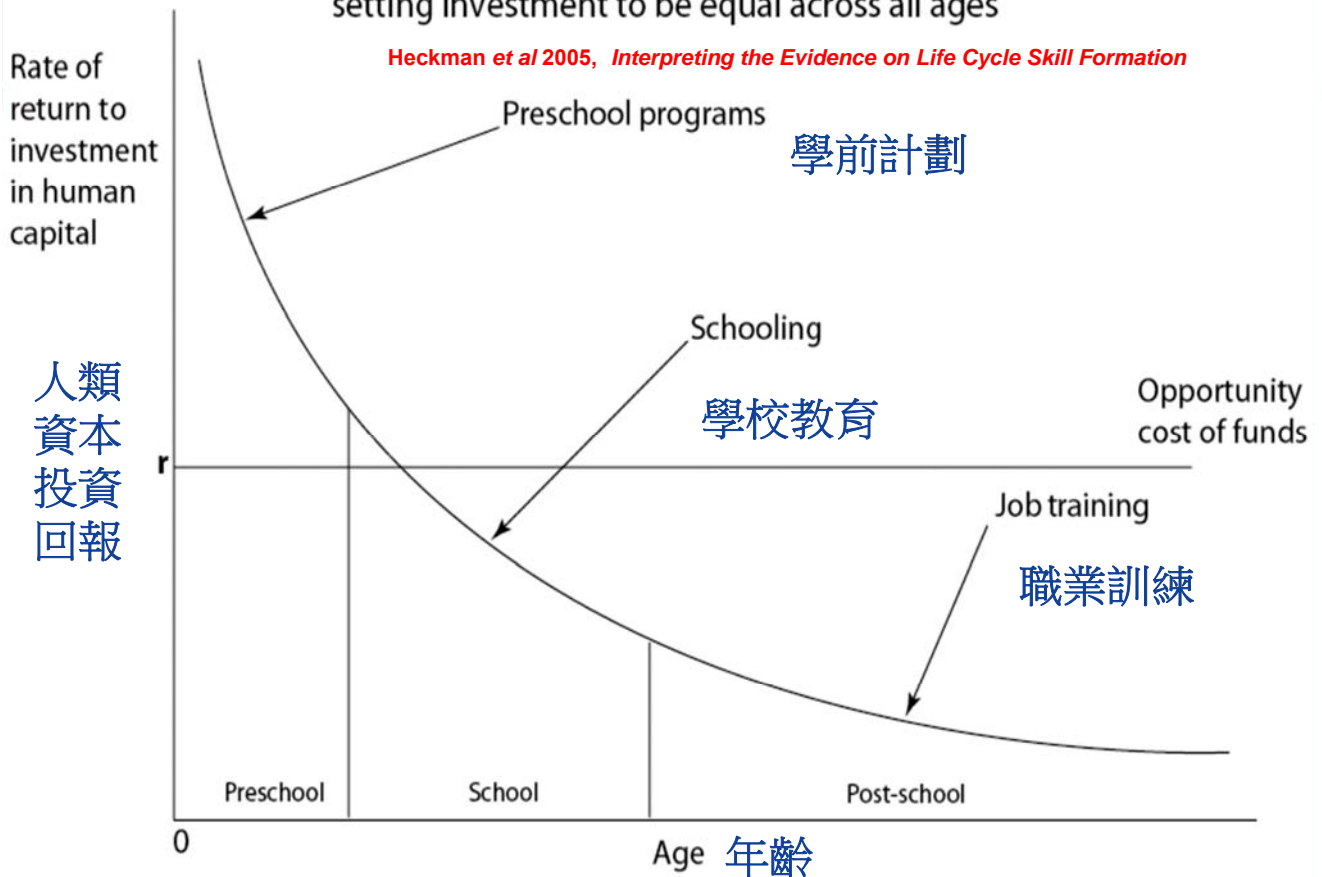 setting investment to be equal across all ages
Heckman et al 2005, Interpreting the Evidence on Life Cycle Skill Formation
Rate of
return to
investment
in human
capital
Preschool programs
學前計劃
Schooling
學校教育
人類
資本
投資
回報
r
Opportunity
cost of funds
Job training
職業訓練
Preschool
School
Post-school
0
Age 年齡